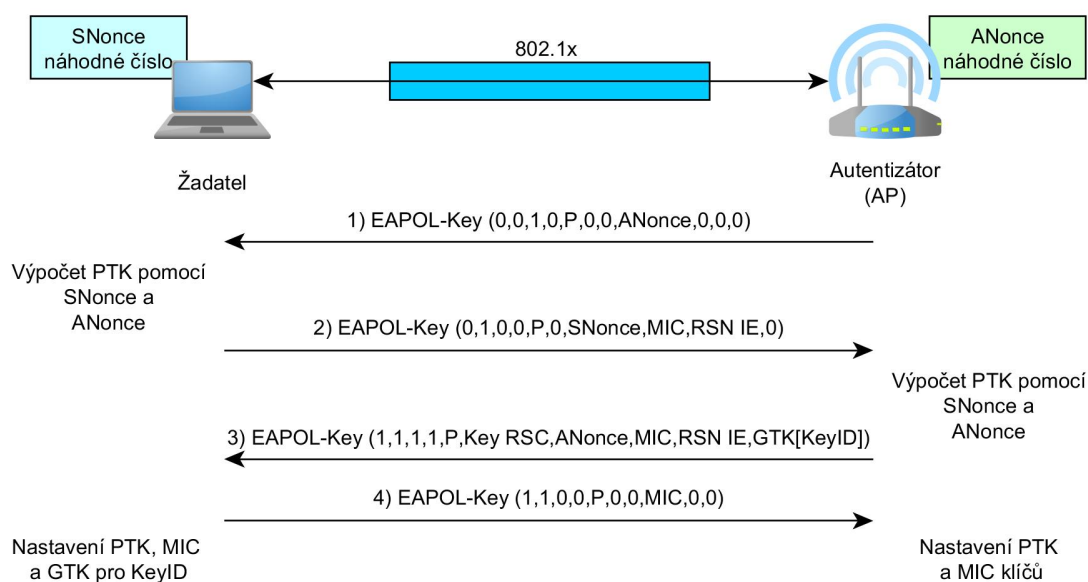 SNonce
náhodné číslo
802.1x
ANonce
náhodné číslo
Žadatel
Autentizátor
(AP)
1) EAPOL-Key (0,0,1,0,P,0,0,ANonce,0,0,0)
Výpočet PTK pomocí
SNonce a
ANonce
2) EAPOL-Key (0,1,0,0,P,0,SNonce,MIC,RSN IE,0)
Výpočet PTK pomocí
SNonce a
ANonce
3) EAPOL-Key (1,1,1,1,P,Key RSC,ANonce,MIC,RSN IE,GTK[KeyID])
4) EAPOL-Key (1,1,0,0,P,0,0,MIC,0,0)
Nastavení PTK, MIC
a GTK pro KeyID
Nastavení PTK
a MIC klíčů